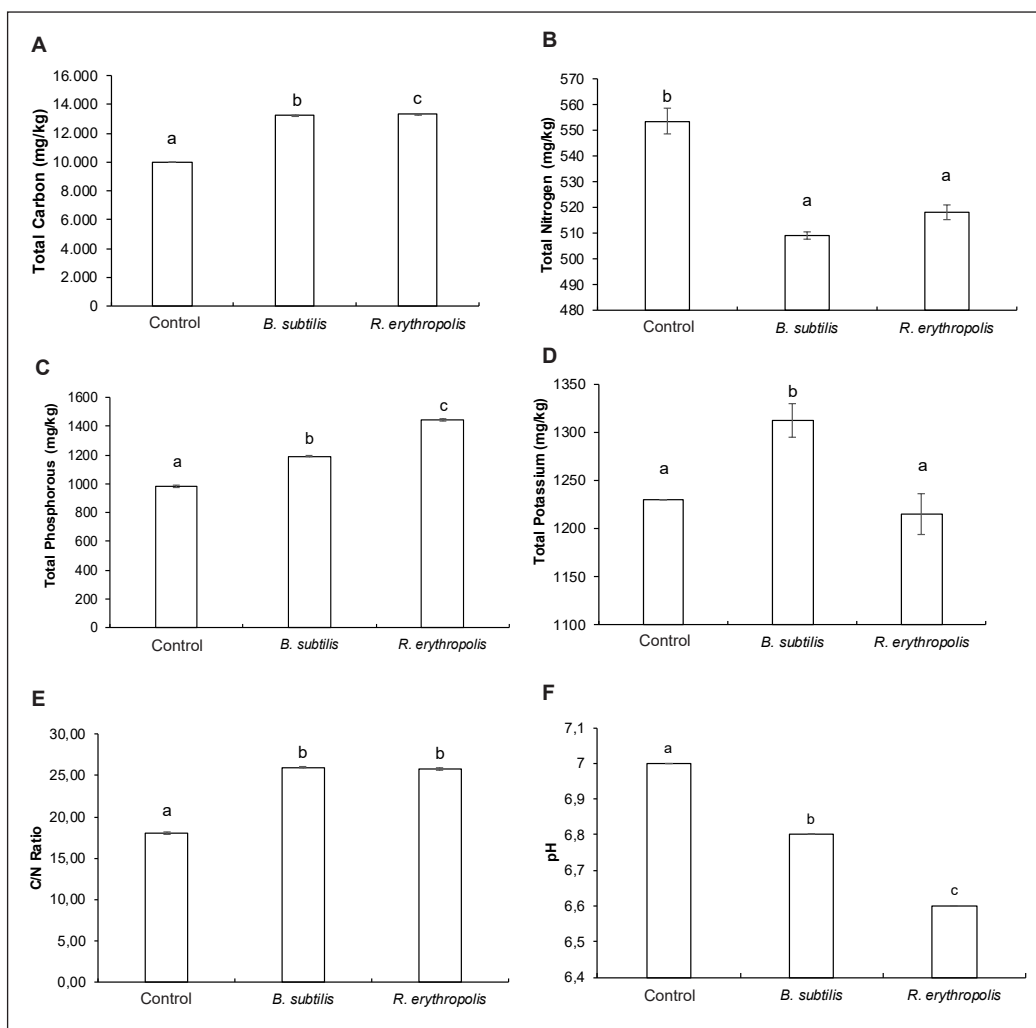 A
Total Carbon (mg/kg)
16.000
14.000
12.000
10.000
8.000
6.000
4.000
2.000
0
a
b
c
Control
B. subtilis
R. erythropolis
B
Total Nitrogen (mg/kg)
570
560
550
540
530
520
510
500
490
480
b
a
a
Control
B. subtilis
R. erythropolis
C
Total Phosphorous (mg/kg)
1600
1400
1200
1000
800
600
400
200
0
a
b
c
Control
B. subtilis
R. erythropolis
D
Total Potassium (mg/kg)
1350
1300
1250
1200
1150
1100
a
b
a
Control
B. subtilis
R. erythropolis
E
C/N Ratio
30,00
25,00
20,00
15,00
10,00
5,00
0,00
a
b
b
Control
B. subtilis
R. erythropolis
F
pH
7,1
7
6,9
6,8
6,7
6,6
6,5
6,4
a
b
c
Control
B. subtilis
R. erythropolis